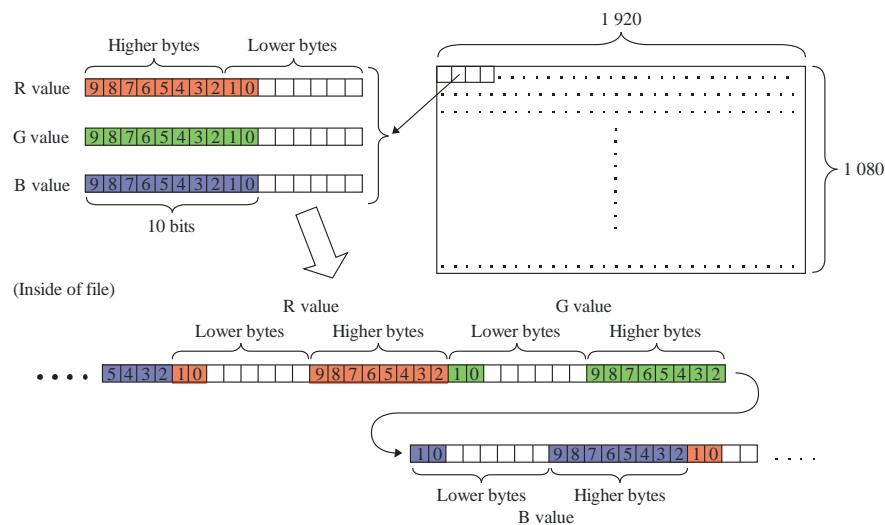 1 920
Higher bytes Lower bytes
R value 9 8 7 6 5 4 3 2 1 0
G value 9 8 7 6 5 4 3 2 1 0
B value 9 8 7 6 5 4 3 2 1 0
10 bits
1 080
(Inside of file)
R value G value
Lower bytes Higher bytes Lower bytes Higher bytes
5 4 3 2 1 0 9 8 7 6 5 4 3 2 1 0 9 8 7 6 5 4 3 2
1 0 9 8 7 6 5 4 3 2 1 0
Lower bytes Higher bytes
B value